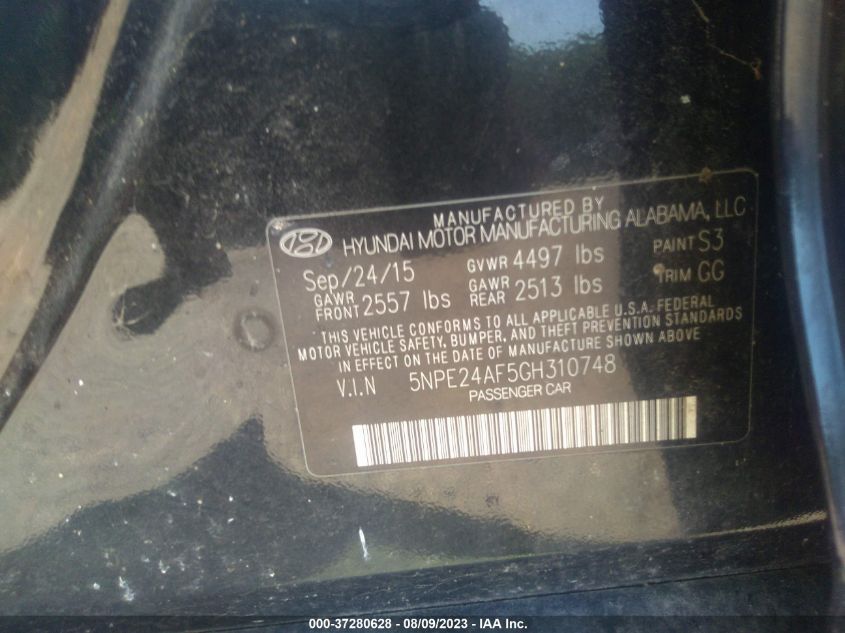 MANUFACTURED BY
HYUNDAI MOTOR MANUFACTURING ALABAMA, LLC
Sep/24/15 GVWR 4497 lbs PAINT S3
GAWR FRONT 2557 lbs GAWR REAR 2513 lbs TRIM GG
THIS VEHICLE CONFORMS TO ALL APPLICABLE U.S.A. FEDERAL
MOTOR VEHICLE SAFETY, BUMPER, AND THEFT PREVENTION STANDARDS
IN EFFECT ON THE DATE OF MANUFACTURE SHOWN ABOVE
V.I.N 5NPE24AF5GH310748
PASSENGER CAR
000-37280628 - 08/09/2023 - © IAA Inc.